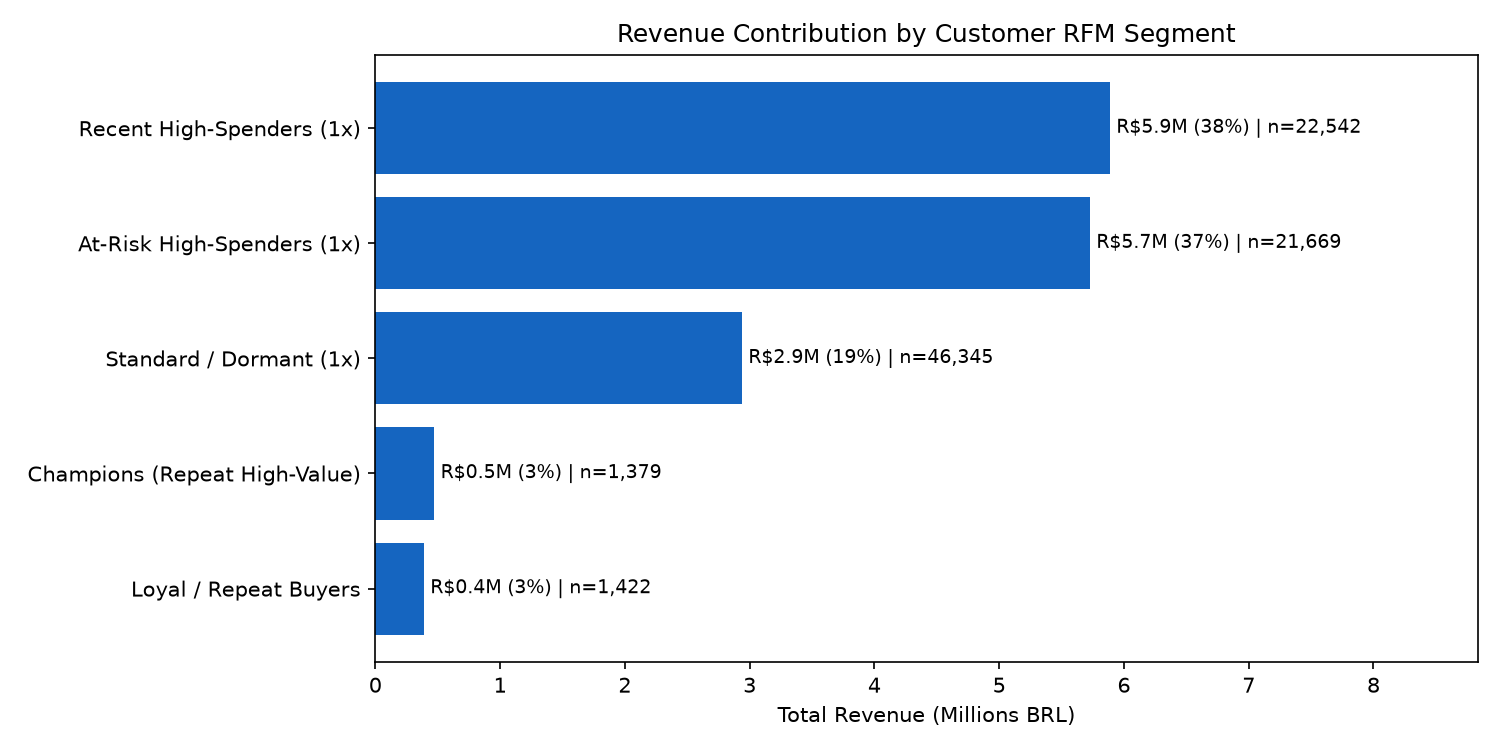 Revenue Contribution by Customer RFM Segment
Recent High-Spenders (1x)
R$5.9M (38%) | n=22,542
At-Risk High-Spenders (1x)
R$5.7M (37%) | n=21,669
Standard / Dormant (1x)
R$2.9M (19%) | n=46,345
Champions (Repeat High-Value)
R$0.5M (3%) | n=1,379
Loyal / Repeat Buyers
R$0.4M (3%) | n=1,422
0 1 2 3 4 5 6 7 8
Total Revenue (Millions BRL)